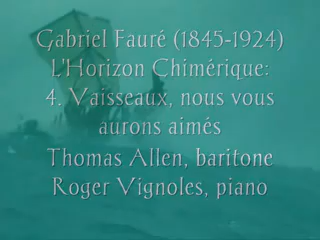 Gabriel Fauré (1845-1924)
L'Horizon Chimérique:
4. Vaisseaux, nous vous
aurons aimés
Thomas Allen, baritone
Roger Vignoles, piano